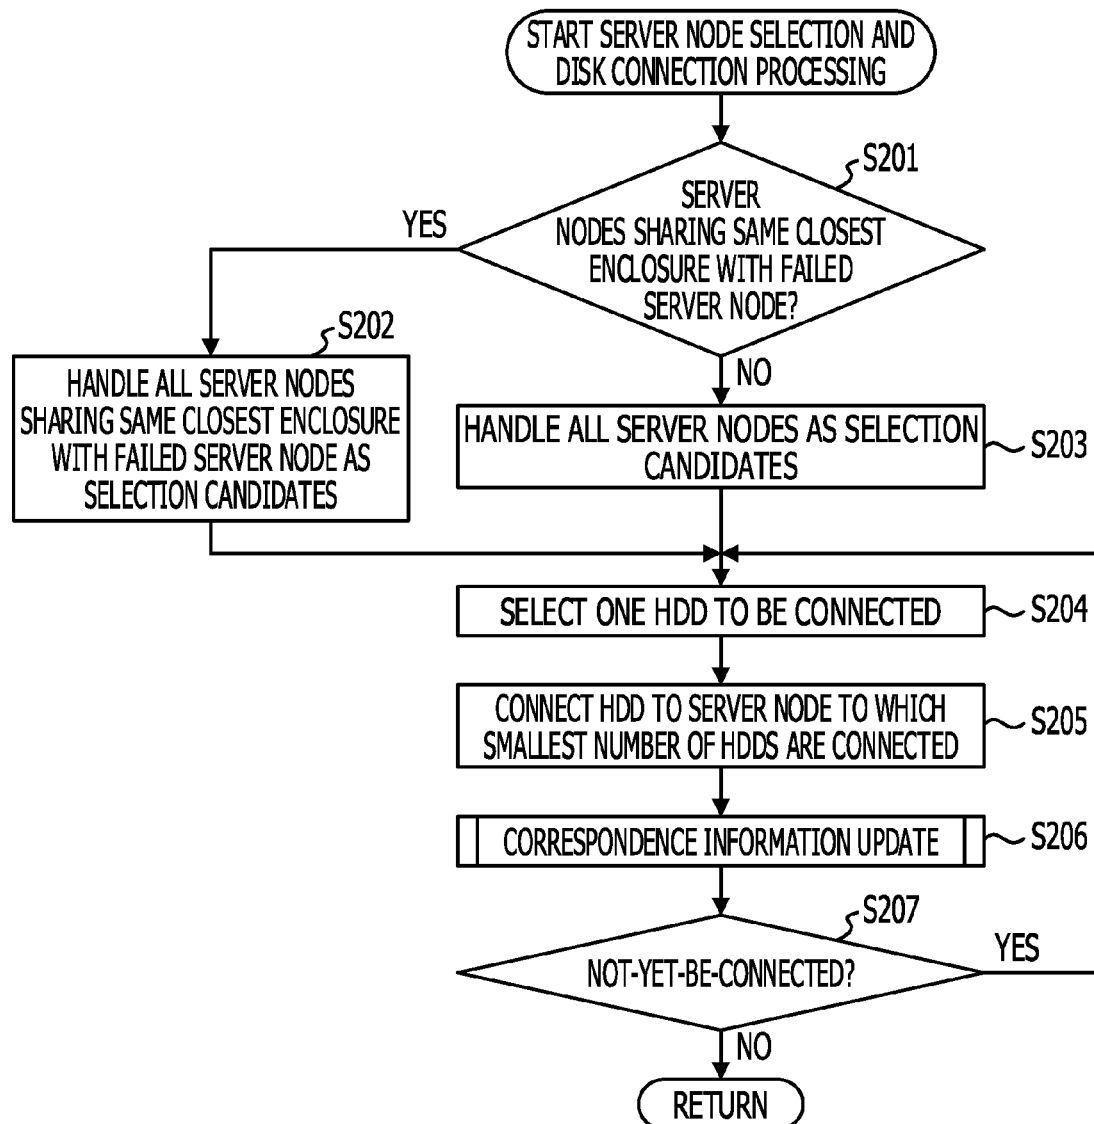 START SERVER NODE SELECTION AND
DISK CONNECTION PROCESSING
S201
SERVER
NODES SHARING SAME CLOSEST
ENCLOSURE WITH FAILED
SERVER NODE?
YES
S202
HANDLE ALL SERVER NODES
SHARING SAME CLOSEST ENCLOSURE
WITH FAILED SERVER NODE AS
SELECTION CANDIDATES
NO
HANDLE ALL SERVER NODES AS SELECTION
CANDIDATES
S203
SELECT ONE HDD TO BE CONNECTED
S204
CONNECT HDD TO SERVER NODE TO WHICH
SMALLEST NUMBER OF HDDS ARE CONNECTED
S205
CORRESPONDENCE INFORMATION UPDATE
S206
S207
NOT-YET-BE-CONNECTED?
YES
NO
RETURN